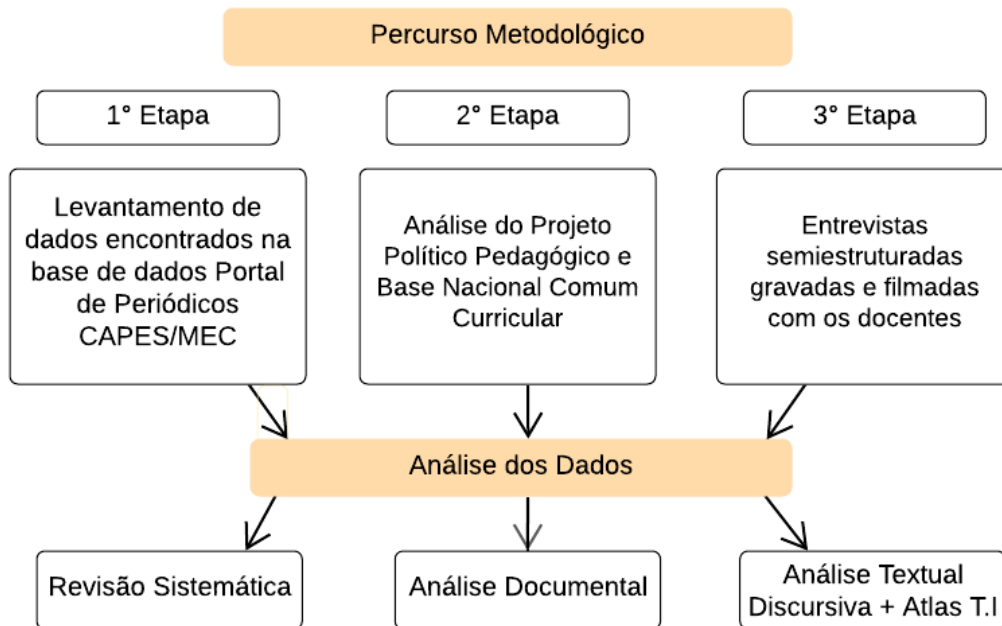 Percurso Metodológico
1° Etapa
2° Etapa
3° Etapa
Levantamento de
dados encontrados na
base de dados Portal
de Periódicos
CAPES/MEC
Análise do Projeto
Político Pedagógico e
Base Nacional Comum
Curricular
Entrevistas
semiestruturadas
gravadas e filmadas
com os docentes
Análise dos Dados
Revisão Sistemática
Análise Documental
Análise Textual
Discursiva + Atlas T.I